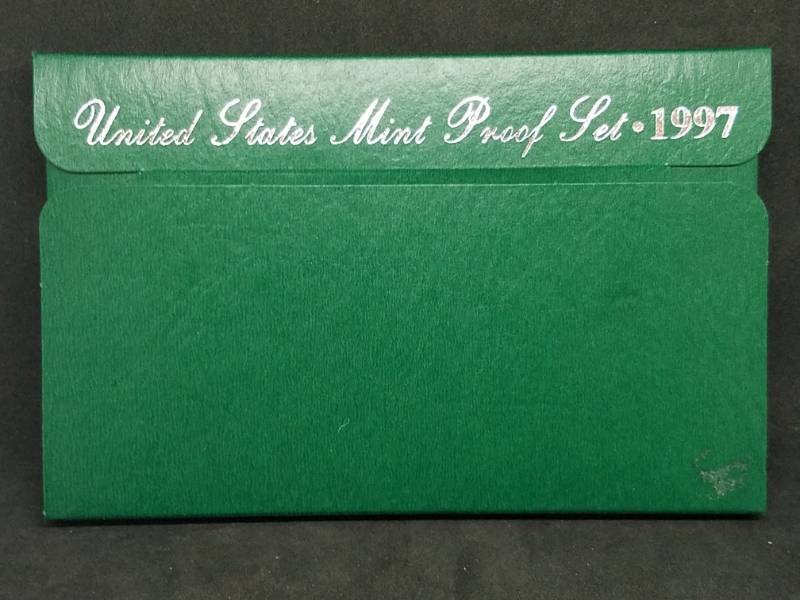 United States Mint Proof Set • 1997